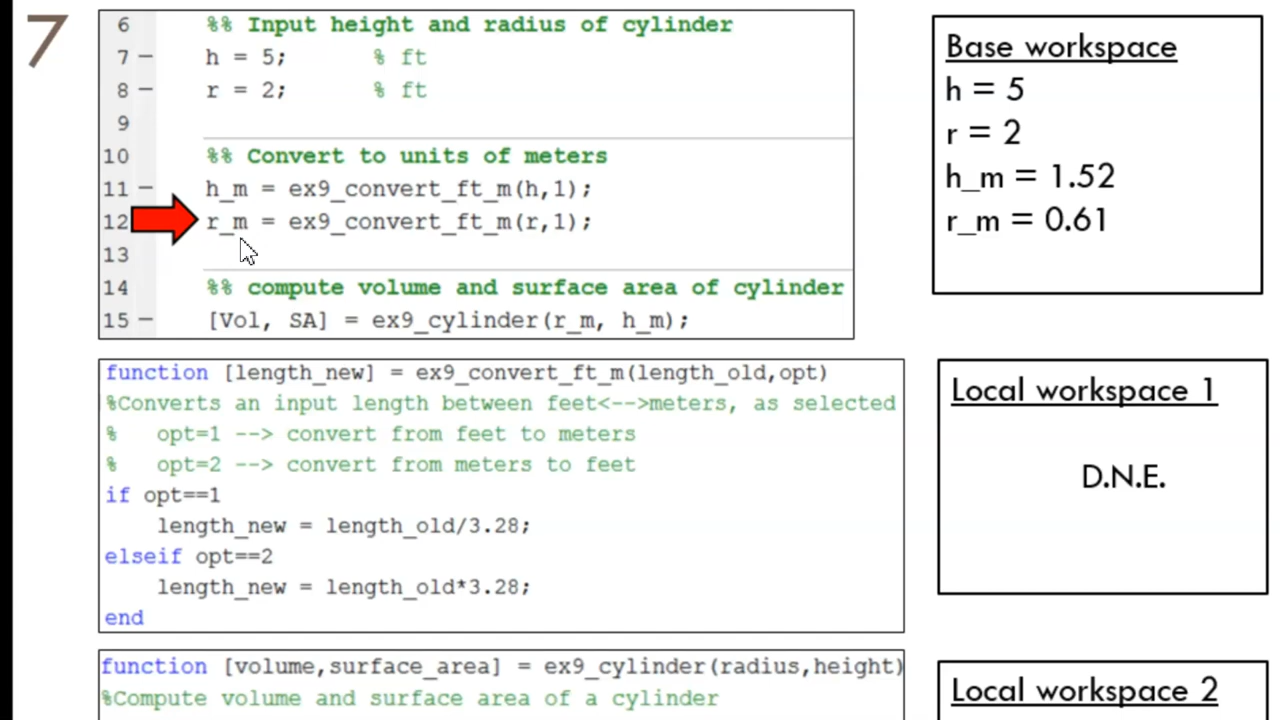 7
6 %% Input height and radius of cylinder
7 — h = 5; % ft
8 — r = 2; % ft
9
10 %% Convert to units of meters
11 — h_m = ex9_convert_ft_m(h,1);
12 r_m = ex9_convert_ft_m(r,1);
13
14 %% compute volume and surface area of cylinder
15 — [Vol, SA] = ex9_cylinder(r_m, h_m);
Base workspace
h = 5
r = 2
h_m = 1.52
r_m = 0.61
function [length_new] = ex9_convert_ft_m(length_old,opt)
%Converts an input length between feet<-->meters, as selected
% opt=1 --> convert from feet to meters
% opt=2 --> convert from meters to feet
if opt==1
length_new = length_old/3.28;
elseif opt==2
length_new = length_old*3.28;
end
Local workspace 1
D.N.E.
function [volume,surface_area] = ex9_cylinder(radius,height)
%Compute volume and surface area of a cylinder
Local workspace 2